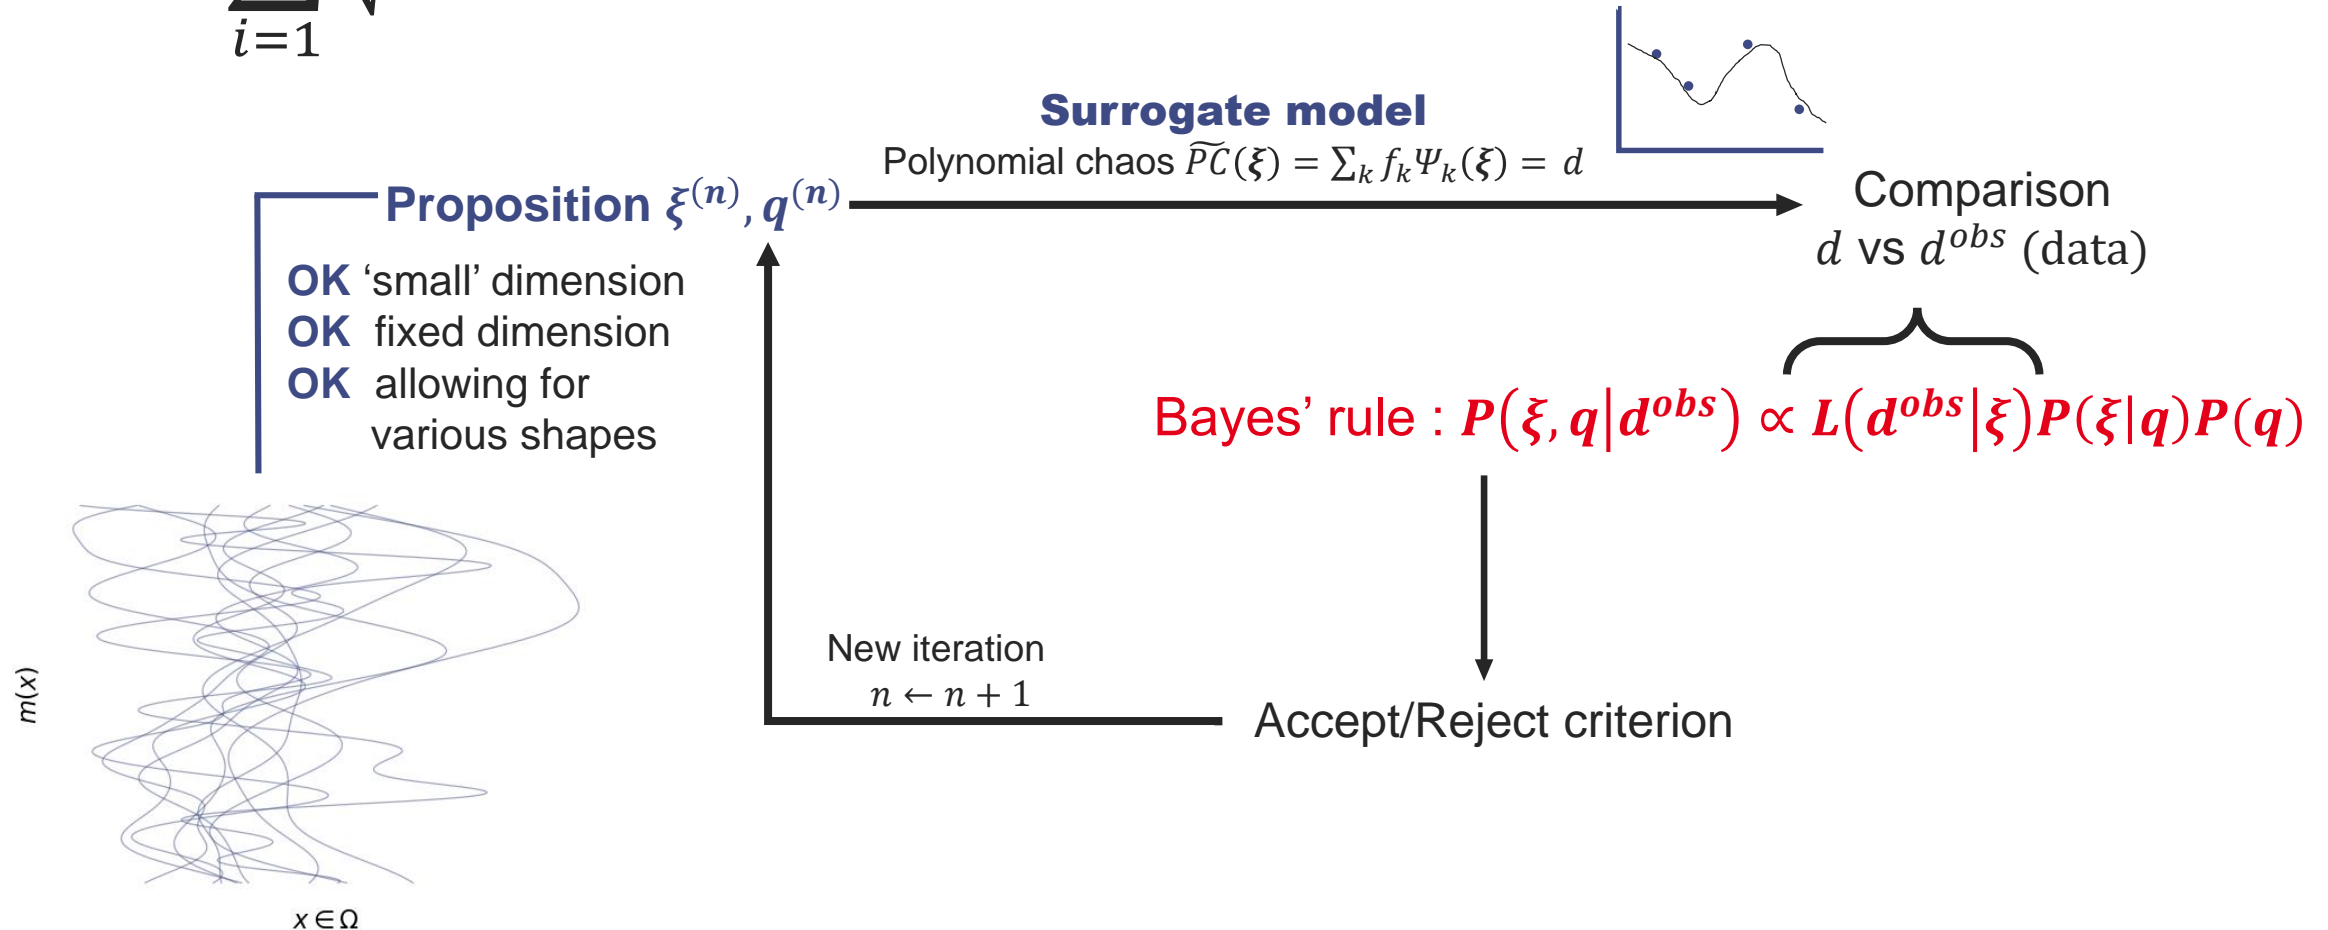 i=1
Surrogate model
Polynomial chaos P͠C(ξ) = ∑ₖ fₖΨₖ(ξ) = d
Proposition ξ⁽ⁿ⁾, q⁽ⁿ⁾
Comparison
d vs dᵒᵇˢ (data)
OK ‘small’ dimension
OK fixed dimension
OK allowing for
various shapes
Bayes’ rule : P(ξ, q|dᵒᵇˢ) ∝ L(dᵒᵇˢ|ξ)P(ξ|q)P(q)
New iteration
n ← n + 1
Accept/Reject criterion
m(x)
x ∈ Ω